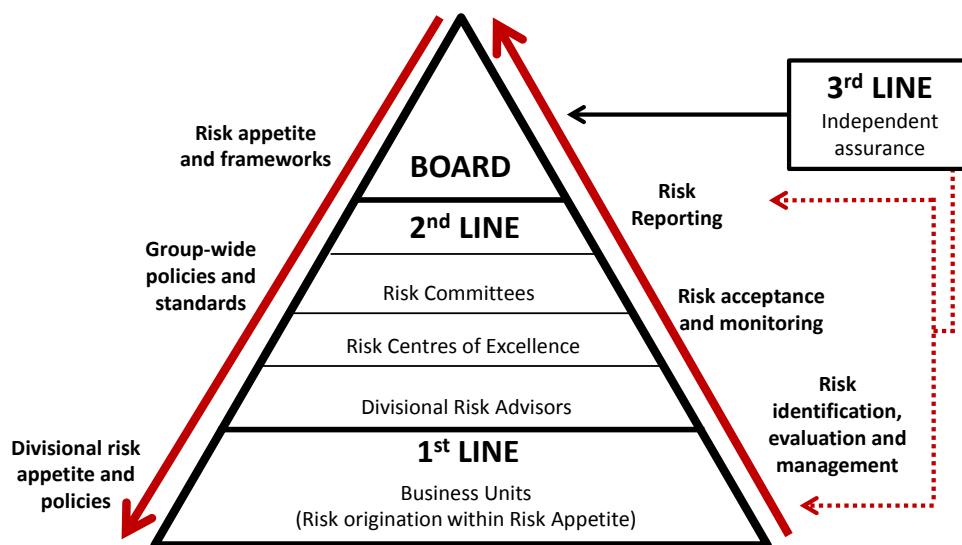 Risk appetite
and frameworks
Group-wide
policies and
standards
Divisional risk
appetite and
policies
BOARD
2nd LINE
Risk Committees
Risk Centres of Excellence
Divisional Risk Advisors
1st LINE
Business Units
(Risk origination within Risk Appetite)
Risk
Reporting
Risk acceptance
and monitoring
Risk
identification,
evaluation and
management
3rd LINE
Independent
assurance